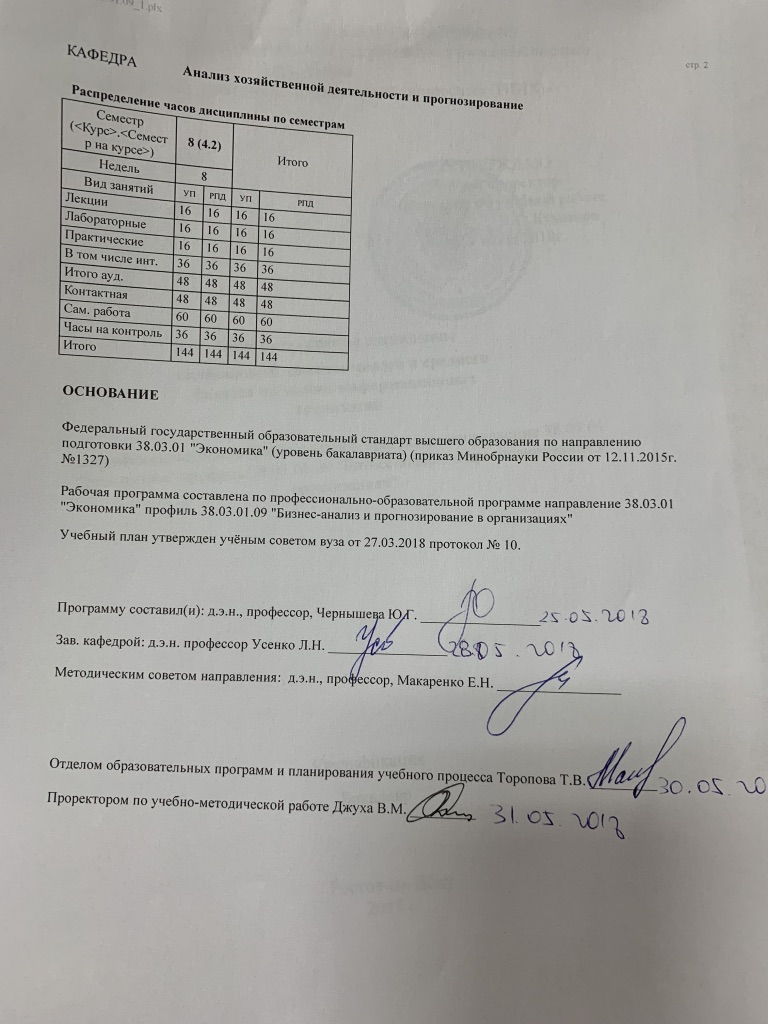 стр. 2
КАФЕДРА Анализ хозяйственной деятельности и прогнозирование
Распределение часов дисциплины по семестрам
Семестр (<Курс>.<Семестр на курсе>) 8 (4.2) Итого
Недель 8
Вид занятий УП РПД УП РПД
Лекции 16 16 16 16
Лабораторные 16 16 16 16
Практические 16 16 16 16
В том числе инт. 36 36 36 36
Итого ауд. 48 48 48 48
Контактная 48 48 48 48
Сам. работа 60 60 60 60
Часы на контроль 36 36 36 36
Итого 144 144 144 144
ОСНОВАНИЕ
Федеральный государственный образовательный стандарт высшего образования по направлению
подготовки 38.03.01 "Экономика" (уровень бакалавриата) (приказ Минобрнауки России от 12.11.2015г.
№1327)
Рабочая программа составлена по профессионально-образовательной программе направление 38.03.01
"Экономика" профиль 38.03.01.09 "Бизнес-анализ и прогнозирование в организациях"
Учебный план утвержден учёным советом вуза от 27.03.2018 протокол № 10.
Программу составил(и): д.э.н., профессор, Чернышева Ю.Г. 25.05.2018
Зав. кафедрой: д.э.н. профессор Усенко Л.Н. 28.05.2018
Методическим советом направления: д.э.н., профессор, Макаренко Е.Н.
Отделом образовательных программ и планирования учебного процесса Торопова Т.В. 30.05.20
Проректором по учебно-методической работе Джуха В.М. 31.05.2018